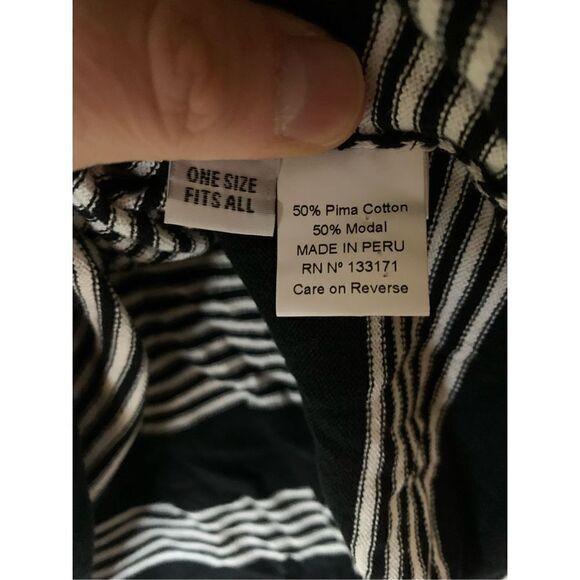 ONE SIZE
FITS ALL
50% Pima Cotton
50% Modal
MADE IN PERU
RN Nº 133171
Care on Reverse